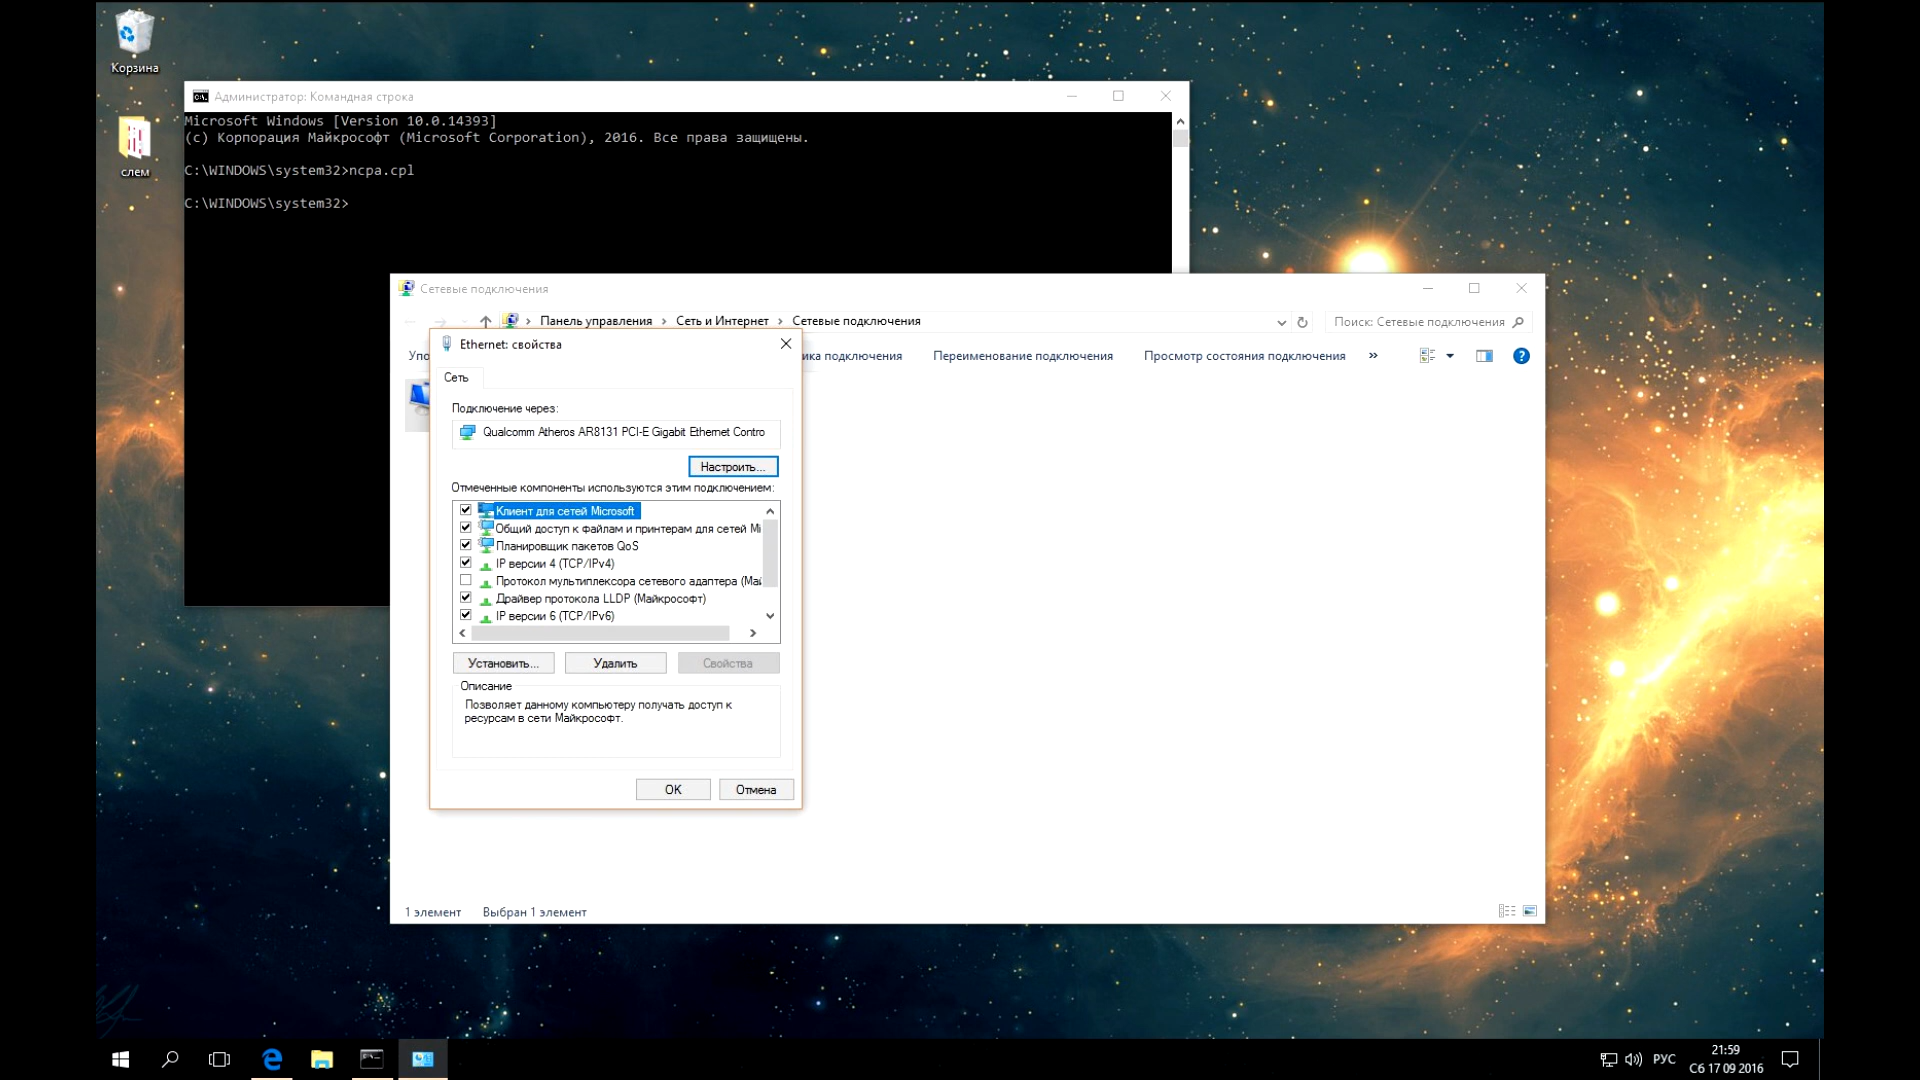 Корзина
слем
Администратор: Командная строка
Microsoft Windows [Version 10.0.14393]
(c) Корпорация Майкрософт (Microsoft Corporation), 2016. Все права защищены.
C:\WINDOWS\system32>ncpa.cpl
C:\WINDOWS\system32>
Сетевые подключения
Панель управления > Сеть и Интернет > Сетевые подключения
Поиск: Сетевые подключения
подключения
Переименование подключения
Просмотр состояния подключения
»
Ethernet: свойства
Сеть
Подключение через:
Qualcomm Atheros AR8131 PCI-E Gigabit Ethernet Contro
Настроить...
Отмеченные компоненты используются этим подключением:
Клиент для сетей Microsoft
Общий доступ к файлам и принтерам для сетей Mi
Планировщик пакетов QoS
IP версии 4 (TCP/IPv4)
Протокол мультиплексора сетевого адаптера (Май
Драйвер протокола LLDP (Майкрософт)
IP версии 6 (TCP/IPv6)
Установить...
Удалить
Свойства
Описание
Позволяет данному компьютеру получать доступ к
ресурсам в сети Майкрософт.
OK
Отмена
1 элемент
Выбран 1 элемент
РУС
21:59
Сб 17 09 2016